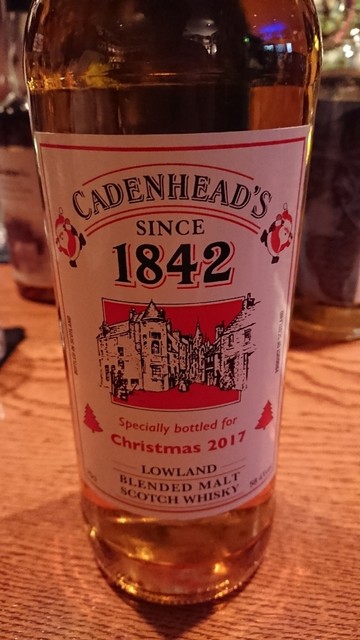 CADENHEAD'S
SINCE
1842
Specially bottled for
Christmas 2017
LOWLAND
BLENDED MALT
SCOTCH WHISKY